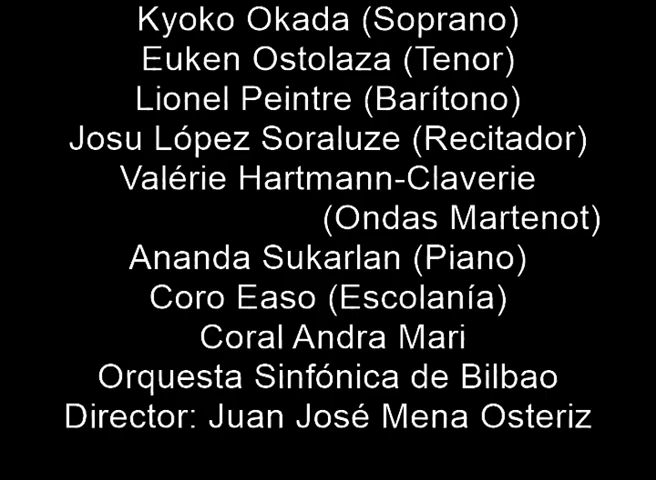 Kyoko Okada (Soprano)
Euken Ostolaza (Tenor)
Lionel Peintre (Barítono)
Josu López Soraluze (Recitador)
Valérie Hartmann-Claverie
(Ondas Martenot)
Ananda Sukarlan (Piano)
Coro Easo (Escolanía)
Coral Andra Mari
Orquesta Sinfónica de Bilbao
Director: Juan José Mena Osteriz